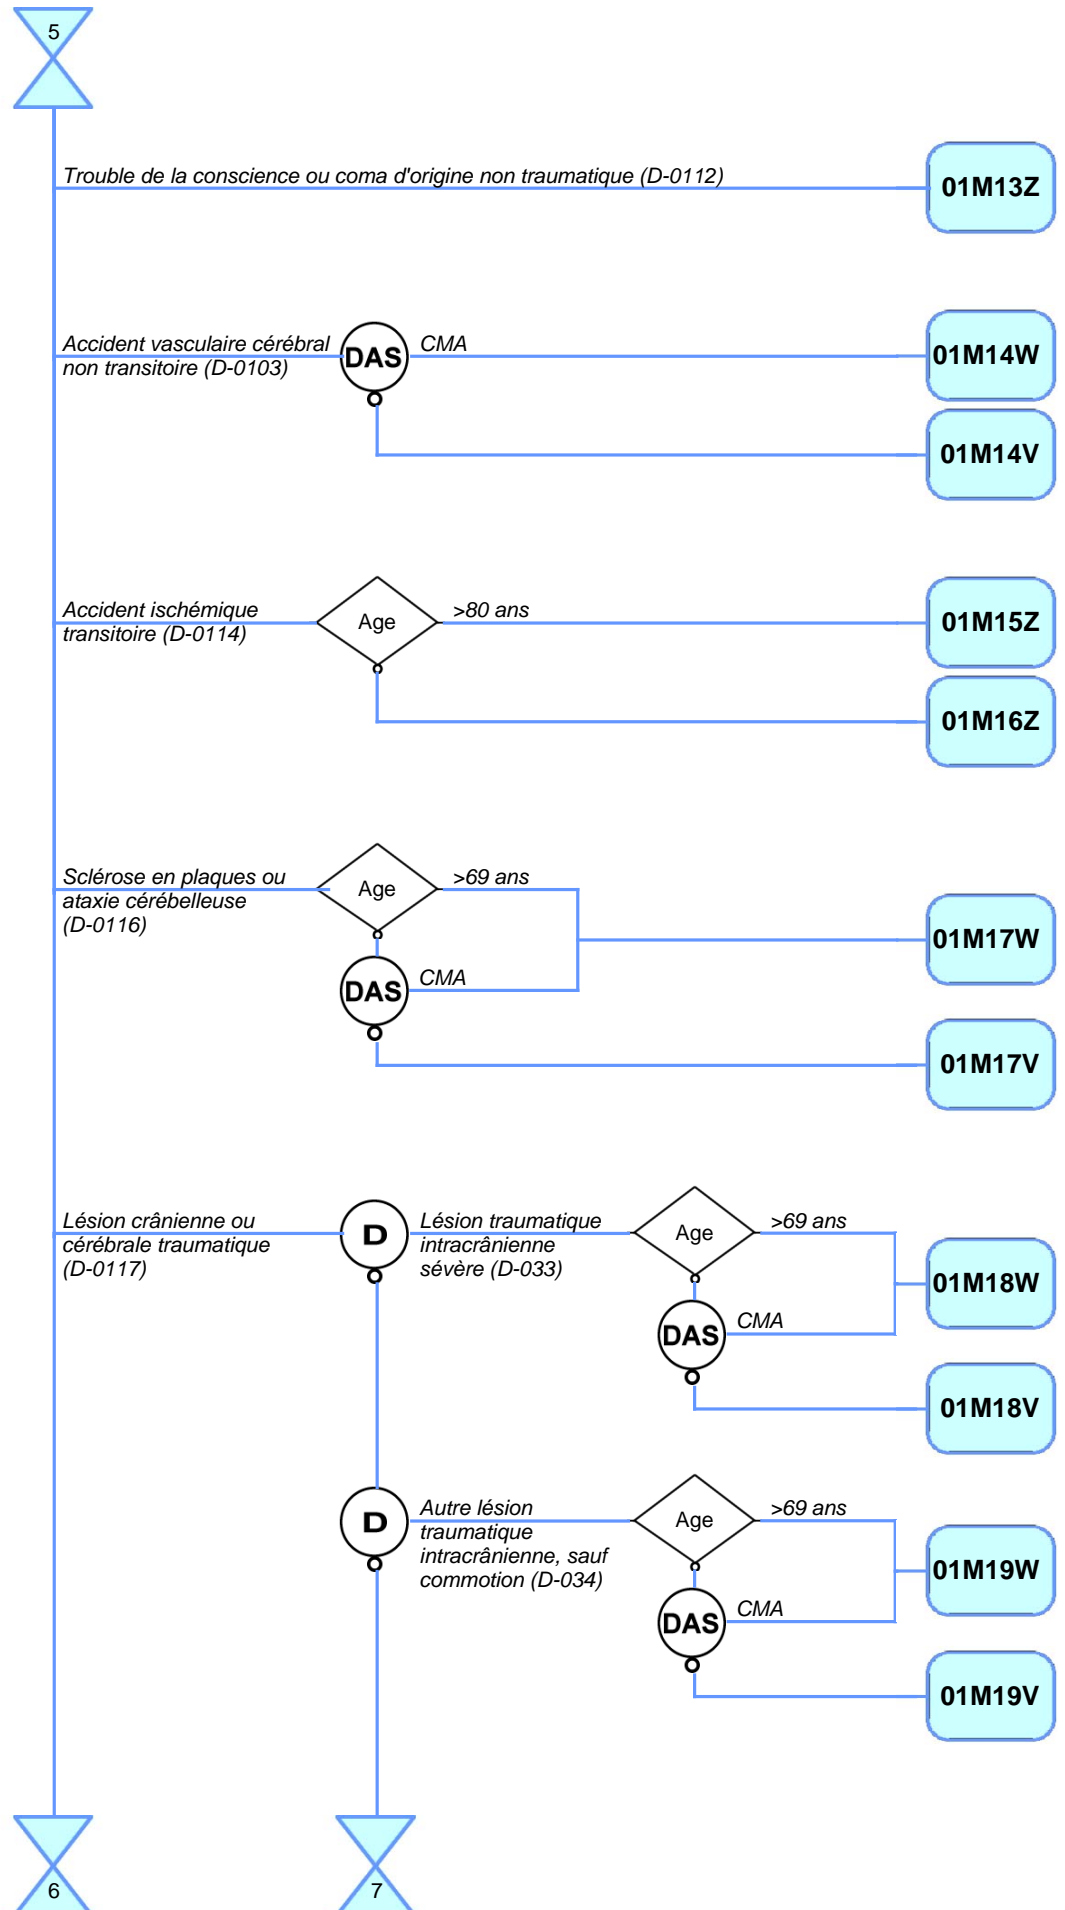 5
Trouble de la conscience ou coma d'origine non traumatique (D-0112)
01M13Z
Accident vasculaire cérébral
non transitoire (D-0103)
DAS
CMA
01M14W
01M14V
Accident ischémique
transitoire (D-0114)
Age
>80 ans
01M15Z
01M16Z
Sclérose en plaques ou
ataxie cérébelleuse
(D-0116)
Age
>69 ans
DAS
CMA
01M17W
01M17V
Lésion crânienne ou
cérébrale traumatique
(D-0117)
D
Lésion traumatique
intracrânienne
sévère (D-033)
Age
>69 ans
DAS
CMA
01M18W
01M18V
D
Autre lésion
traumatique
intracrânienne, sauf
commotion (D-034)
Age
>69 ans
DAS
CMA
01M19W
01M19V
6
7